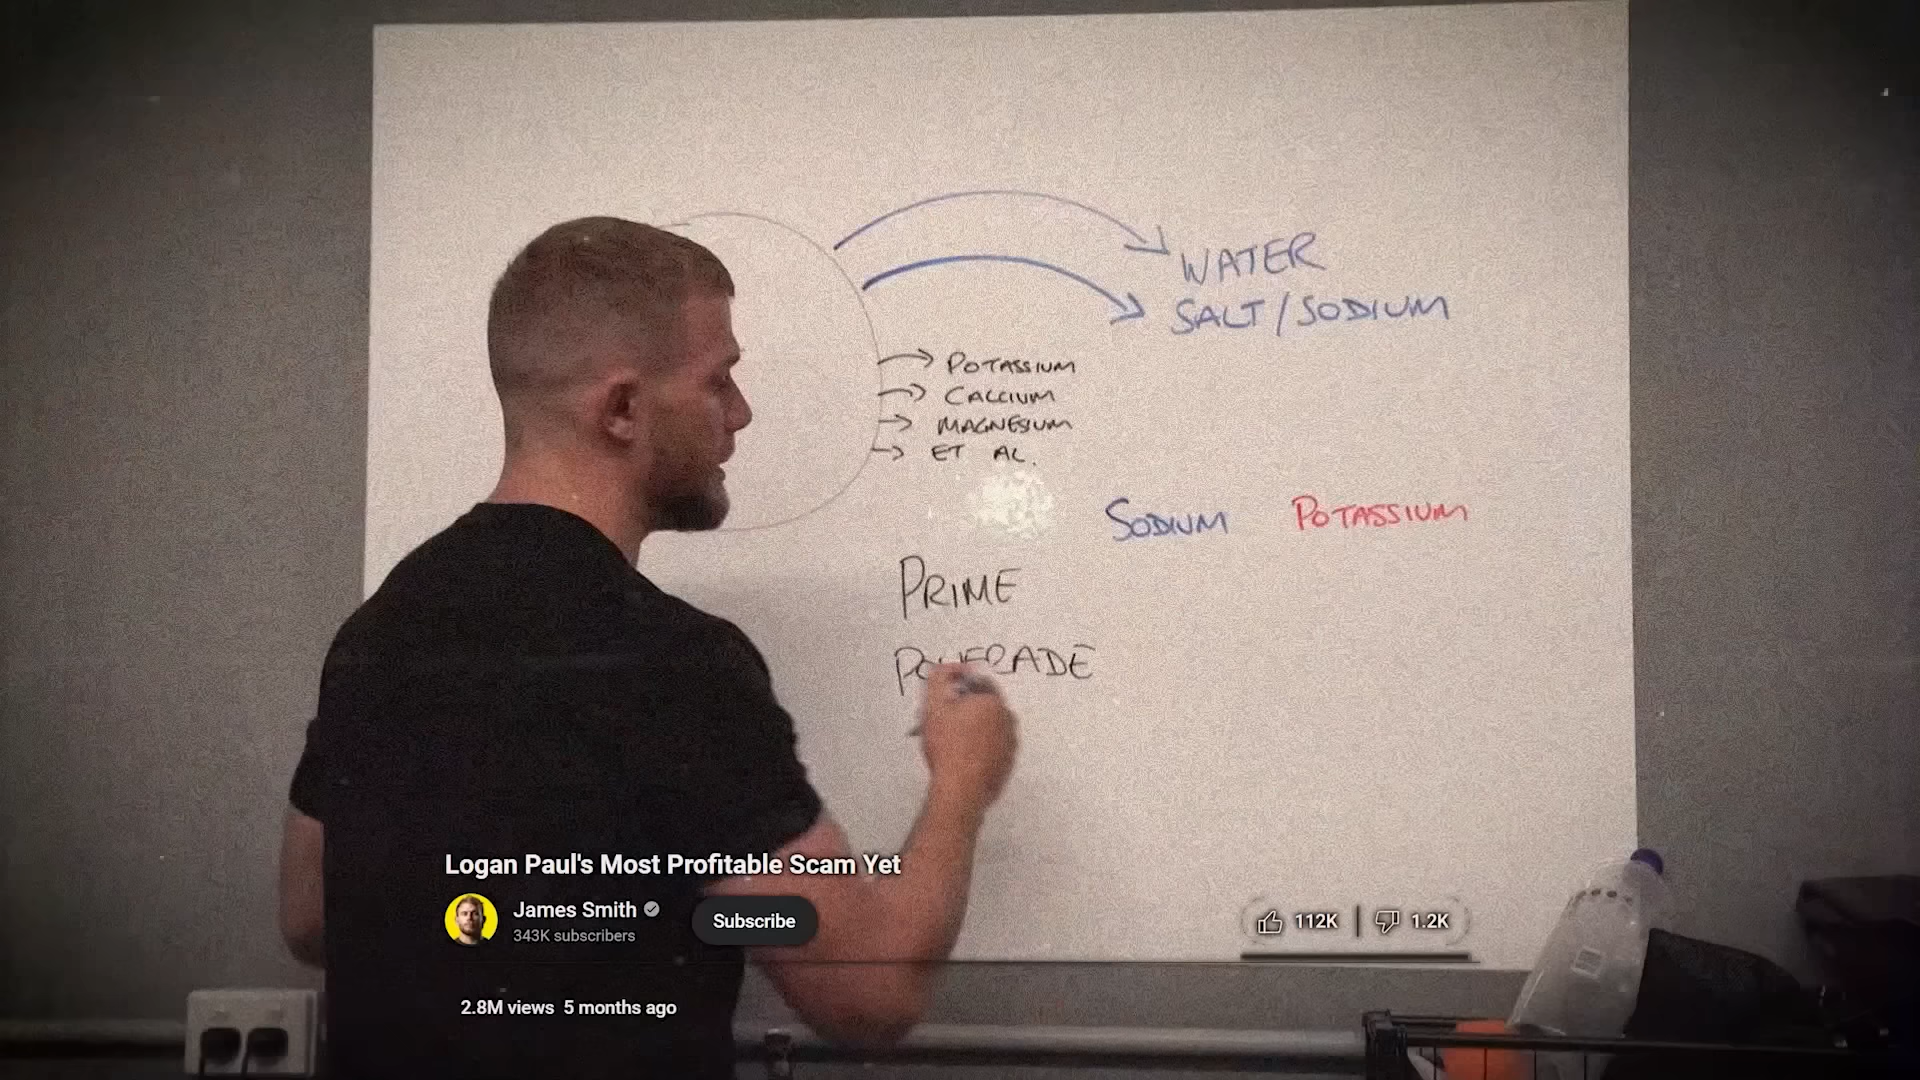 WATER
SALT/SODIUM
POTASSIUM
CALCIUM
MAGNESIUM
ET AL.
SODIUM POTASSIUM
PRIME
POWERADE
Logan Paul's Most Profitable Scam Yet
James Smith
343K subscribers
Subscribe
112K
1.2K
2.8M views 5 months ago